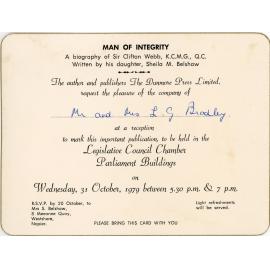 MAN OF INTEGRITY
A biography of Sir Clifton Webb, K.C.M.G., Q.C.
Written by his daughter, Sheila M. Belshaw
The author and publishers The Dunmore Press Limited,
request the pleasure of the company of
Mr and Mrs L. G. Brodley.
at a reception
to mark this important publication, to be held in the
Legislative Council Chamber
Parliament Buildings
on
Wednesday, 31 October, 1979 between 5.30 p.m. & 7 p.m.
R.S.V.P. by 20 October, to
Mrs S. Belshaw,
8 Meeanee Quay,
Westshore,
Napier.
Light refreshments
will be served.
PLEASE BRING THIS CARD WITH YOU